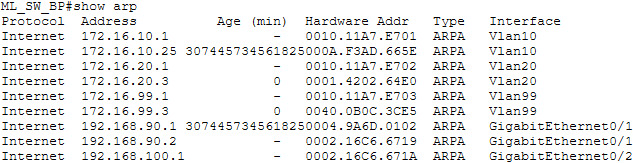 ML_SW_BP#show arp
Protocol  Address          Age (min)  Hardware Addr   Type   Interface
Internet  172.16.10.1             -   0010.11A7.E701  ARPA   Vlan10
Internet  172.16.10.25 307445734561825000A.F3AD.665E  ARPA   Vlan10
Internet  172.16.20.1             -   0010.11A7.E702  ARPA   Vlan20
Internet  172.16.20.3             0   0001.4202.64E0  ARPA   Vlan20
Internet  172.16.99.1             -   0010.11A7.E703  ARPA   Vlan99
Internet  172.16.99.3             0   0040.0B0C.3CE5  ARPA   Vlan99
Internet  192.168.90.1 3074457345618250004.9A6D.0102  ARPA   GigabitEthernet0/1
Internet  192.168.90.2            -   0002.16C6.6719  ARPA   GigabitEthernet0/1
Internet  192.168.100.1           -   0002.16C6.671A  ARPA   GigabitEthernet0/2